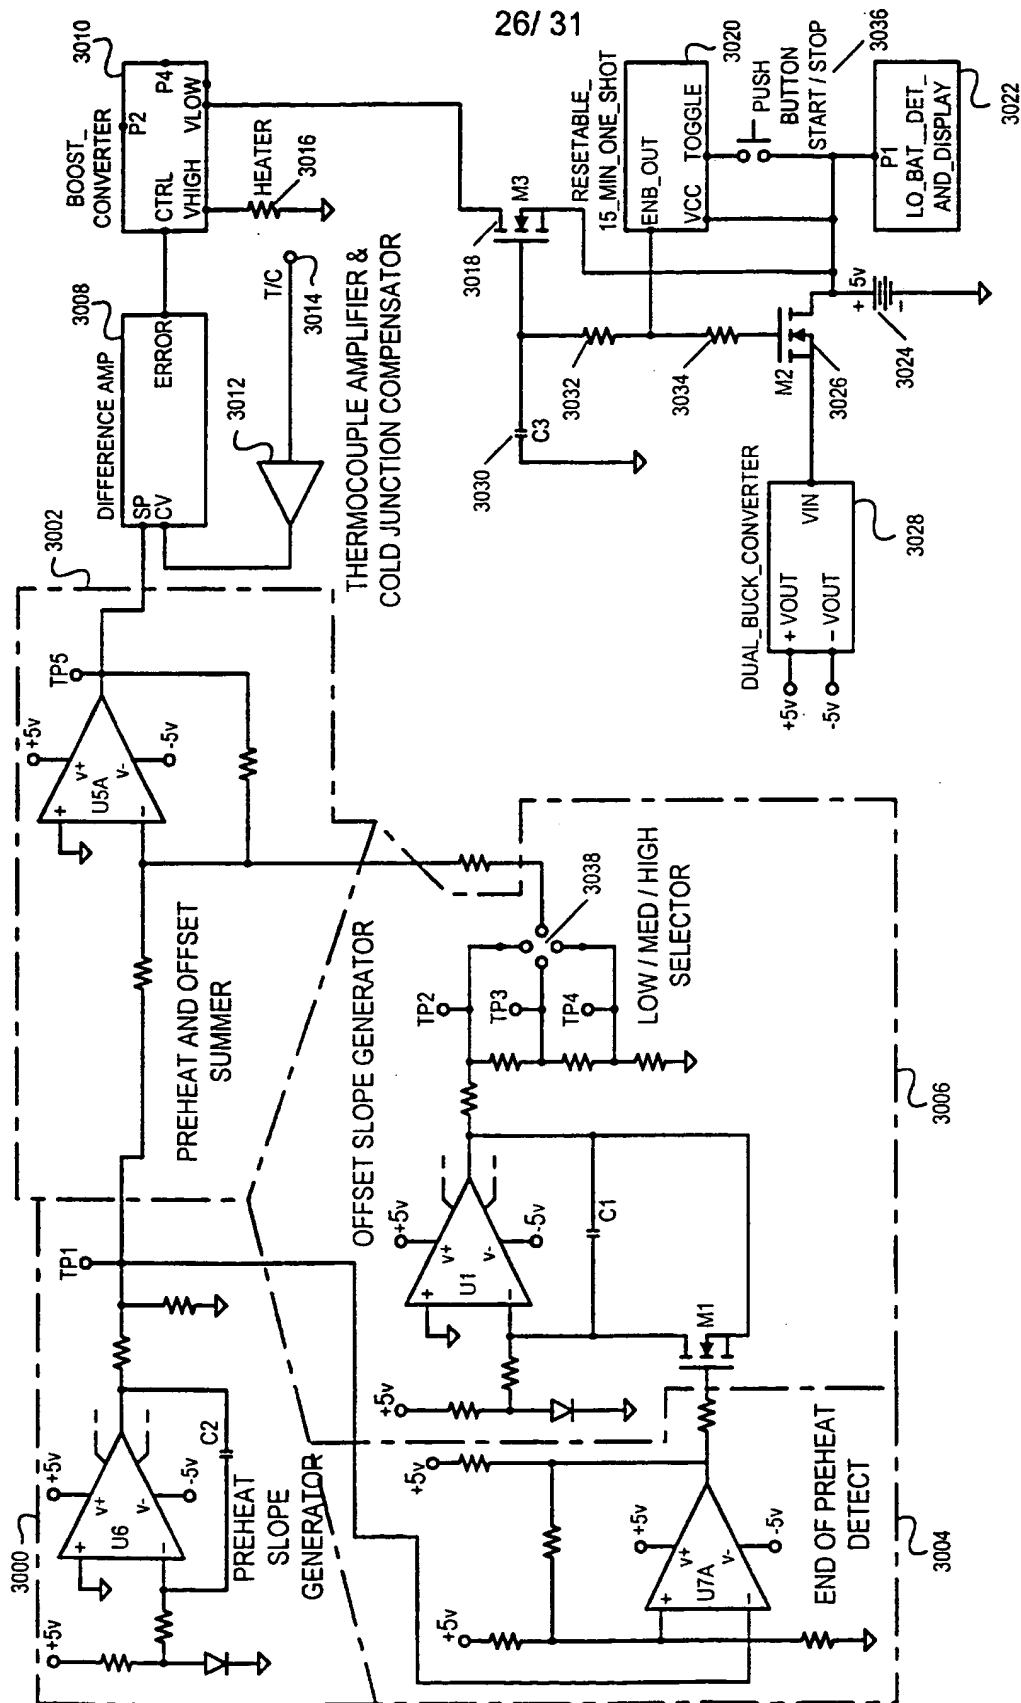 26/ 31
3000
+5v
+5v
v+
U6
v-
-5v
+
-
C2
PREHEAT
SLOPE
GENERATOR
TP1
PREHEAT AND OFFSET
SUMMER
+5v
v+
U5A
v-
-5v
+
-
TP5
3002
DIFFERENCE AMP
3008
SP
CV
ERROR
3012
T/C
3014
THERMOCOUPLE AMPLIFIER &
COLD JUNCTION COMPENSATOR
BOOST_
CONVERTER
3010
P2
P4
CTRL
VHIGH
VLOW
HEATER
3016
OFFSET SLOPE GENERATOR
+5v
+5v
v+
U1
v-
-5v
+
-
C1
M1
TP2
TP3
TP4
3038
LOW / MED / HIGH
SELECTOR
3006
+5v
+5v
+5v
v+
U7A
v-
-5v
+
-
END OF PREHEAT
DETECT
3004
3018
M3
3030
C3
3032
3034
RESETABLE_
15_MIN_ONE_SHOT
3020
ENB_OUT
VCC
TOGGLE
PUSH
BUTTON
START / STOP
3036
P1
LO_BAT__DET_
AND_DISPLAY
3022
+ 5v
-
3024
M2
3026
DUAL_BUCK_CONVERTER
+ VOUT
- VOUT
VIN
3028
+5v
-5v